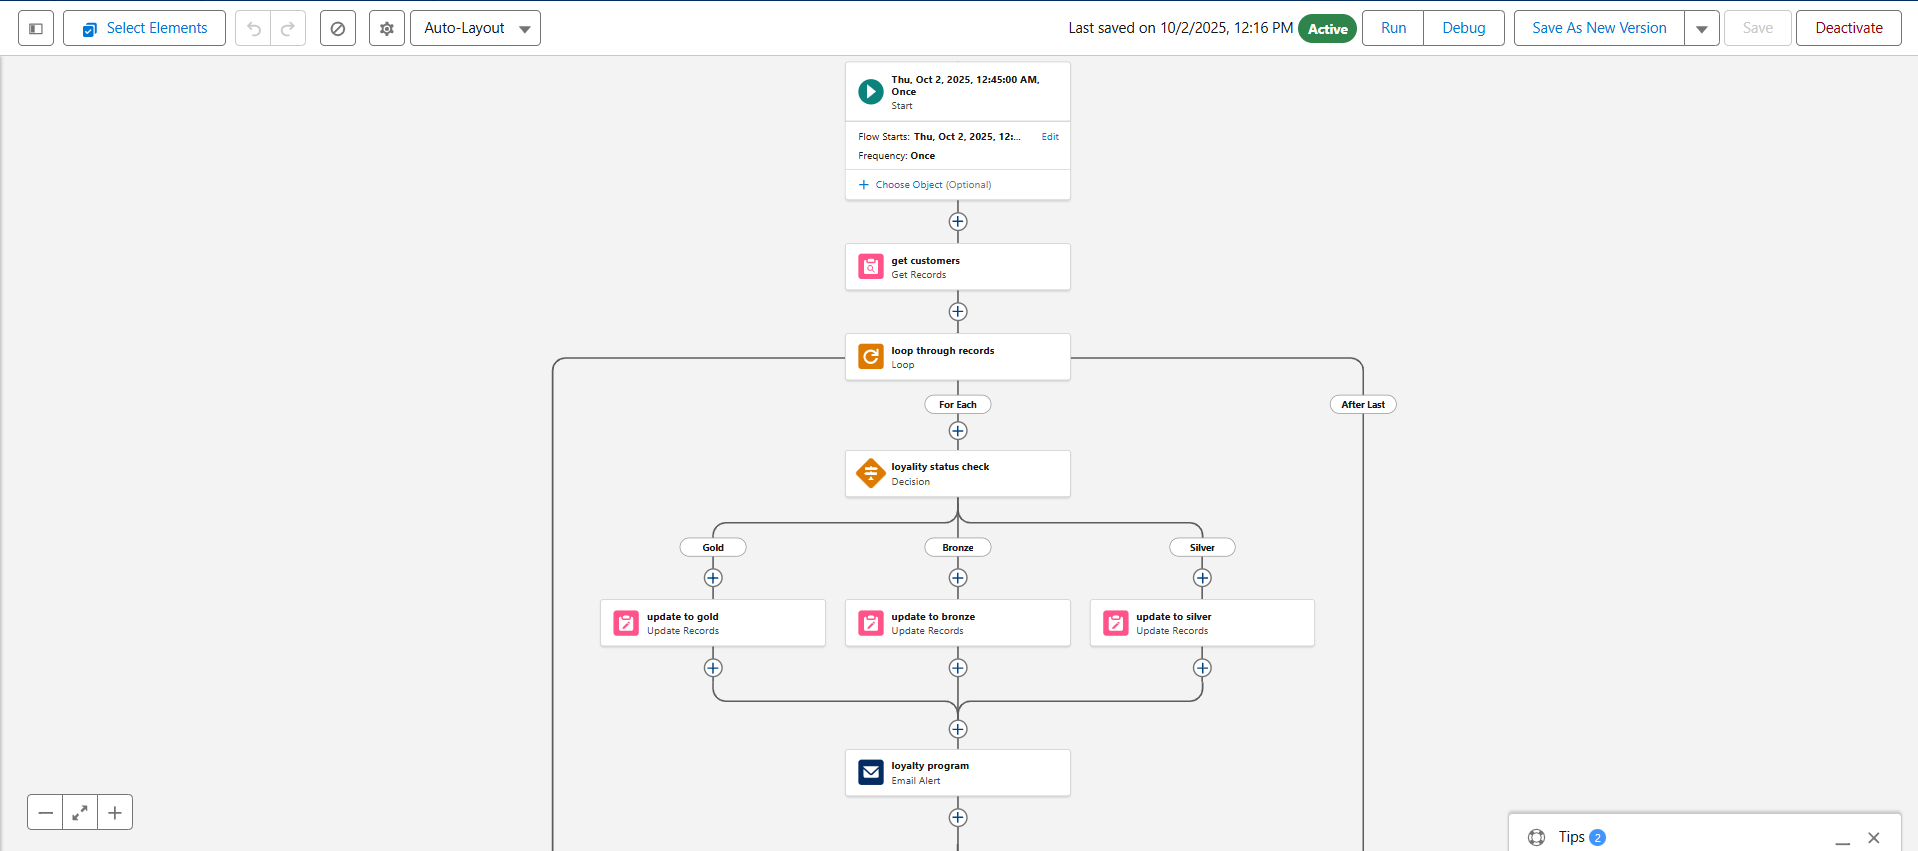 Select Elements
Auto-Layout
Last saved on 10/2/2025, 12:16 PM
Active
Run
Debug
Save As New Version
Save
Deactivate
Thu, Oct 2, 2025, 12:45:00 AM,
Once
Start
Flow Starts: Thu, Oct 2, 2025, 12:...
Edit
Frequency: Once
Choose Object (Optional)
get customers
Get Records
loop through records
Loop
For Each
After Last
loyality status check
Decision
Gold
Bronze
Silver
update to gold
Update Records
update to bronze
Update Records
update to silver
Update Records
loyalty program
Email Alert
Tips 2